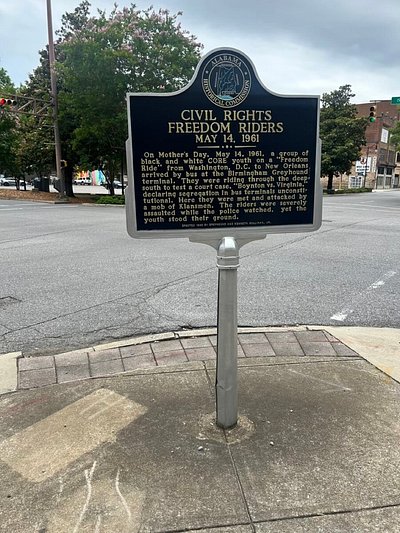 ALABAMA
HISTORICAL COMMISSION
CIVIL RIGHTS
FREEDOM RIDERS
MAY 14, 1961
On Mother's Day, May 14, 1961, a group of
black and white CORE youth on a "Freedom
Ride" from Washington, D.C. to New Orleans
arrived by bus at the Birmingham Greyhound
terminal. They were riding through the deep
south to test a court case, "Boynton vs. Virginia,"
declaring segregation in bus terminals unconsti-
tutional. Here they were met and attacked by
a mob of Klansmen. The riders were severely
assaulted while the police watched, yet the
youth stood their ground.